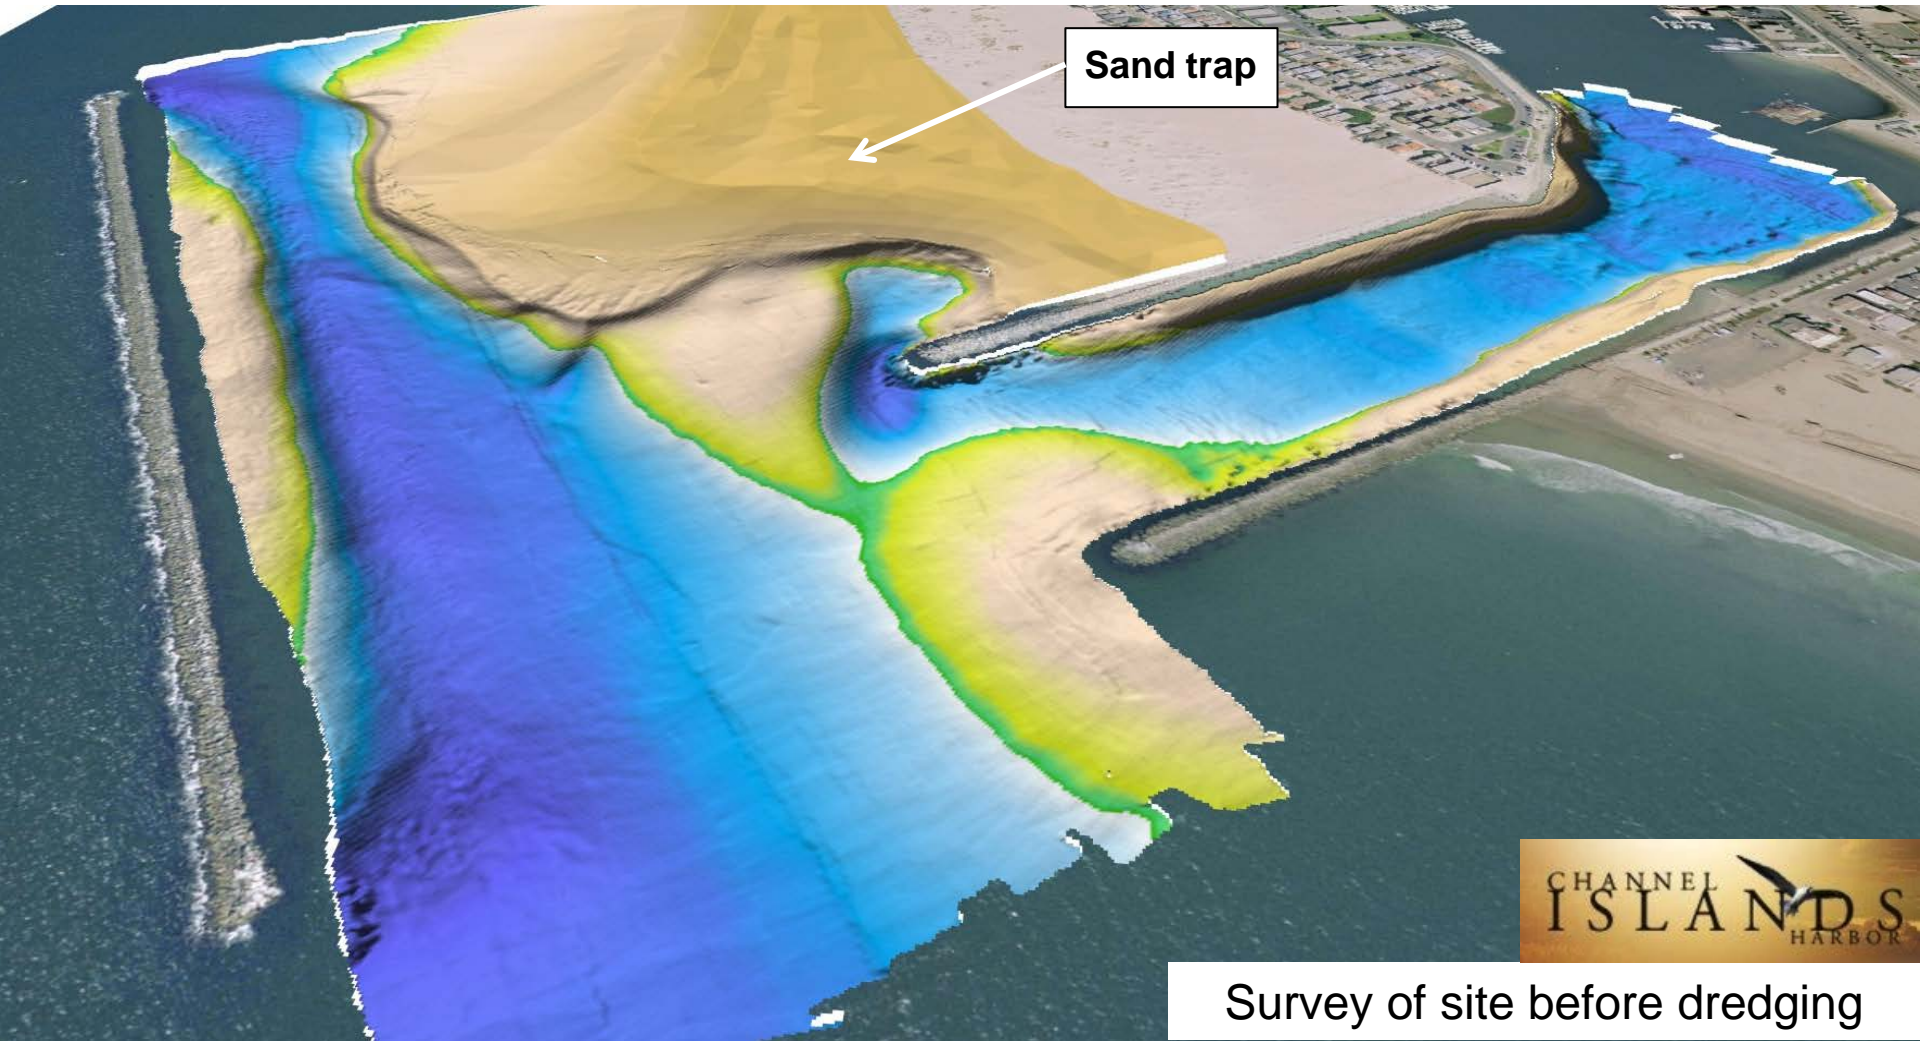 Sand trap
CHANNEL
ISLANDS
HARBOR
Survey of site before dredging